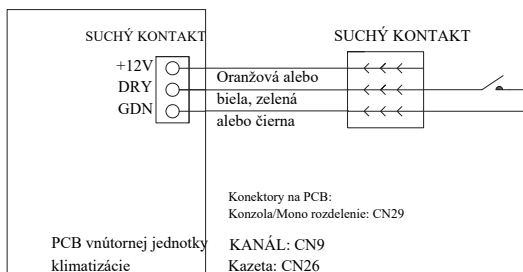 SUCHÝ KONTAKT
SUCHÝ KONTAKT
+12V
DRY
GDN
Oranžová alebo
biela, zelená
alebo čierna
Konektory na PCB:
Konzola/Mono rozdelenie: CN29
PCB vnútornej jednotky
klimatizácie
KANÁL: CN9
Kazeta: CN26